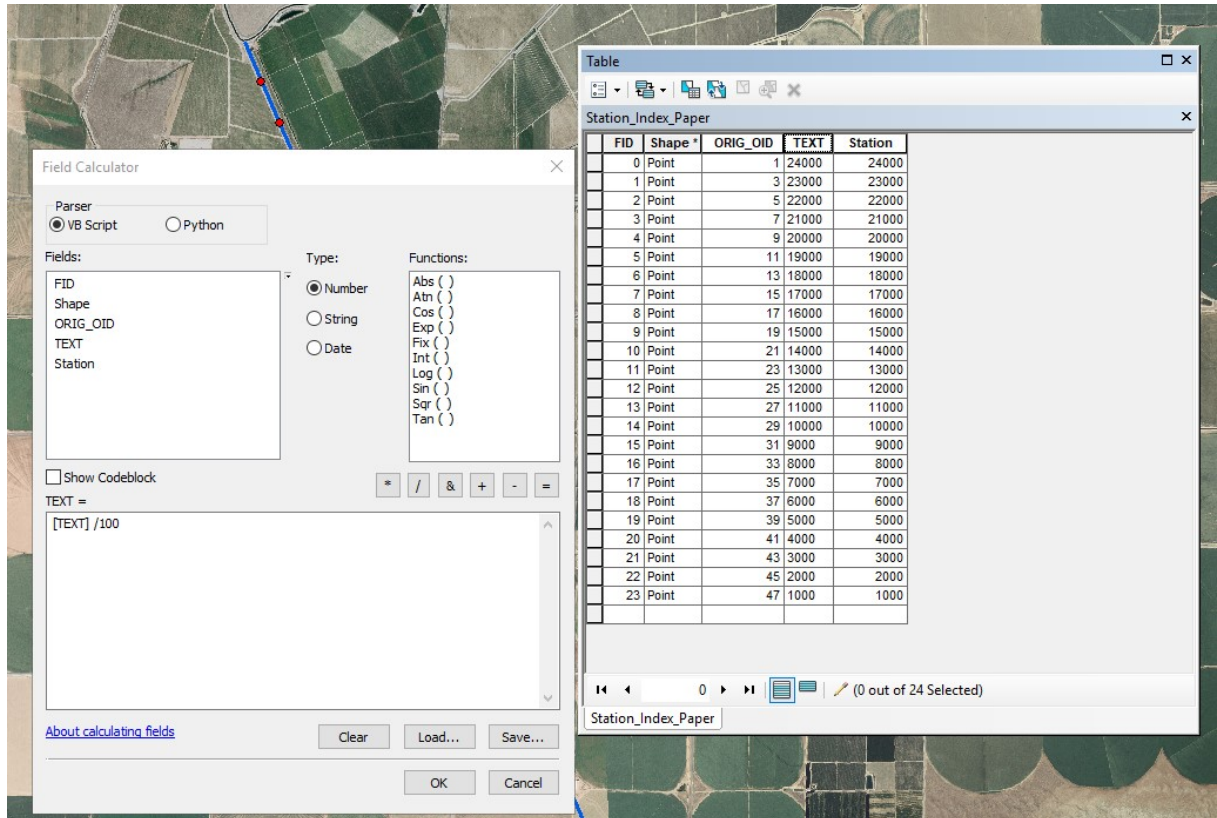 Field Calculator
Parser
VB Script Python
Fields: Type: Functions:
FID
Shape
ORIG_OID
TEXT
Station
Number
String
Date
Abs ( )
Atn ( )
Cos ( )
Exp ( )
Fix ( )
Int ( )
Log ( )
Sin ( )
Sqr ( )
Tan ( )
Show Codeblock
* / & + - =
TEXT =
[TEXT] /100
About calculating fields
Clear Load... Save...
OK Cancel
Table
Station_Index_Paper
FID Shape * ORIG_OID TEXT Station
0 Point 1 24000 24000
1 Point 3 23000 23000
2 Point 5 22000 22000
3 Point 7 21000 21000
4 Point 9 20000 20000
5 Point 11 19000 19000
6 Point 13 18000 18000
7 Point 15 17000 17000
8 Point 17 16000 16000
9 Point 19 15000 15000
10 Point 21 14000 14000
11 Point 23 13000 13000
12 Point 25 12000 12000
13 Point 27 11000 11000
14 Point 29 10000 10000
15 Point 31 9000 9000
16 Point 33 8000 8000
17 Point 35 7000 7000
18 Point 37 6000 6000
19 Point 39 5000 5000
20 Point 41 4000 4000
21 Point 43 3000 3000
22 Point 45 2000 2000
23 Point 47 1000 1000
0 (0 out of 24 Selected)
Station_Index_Paper